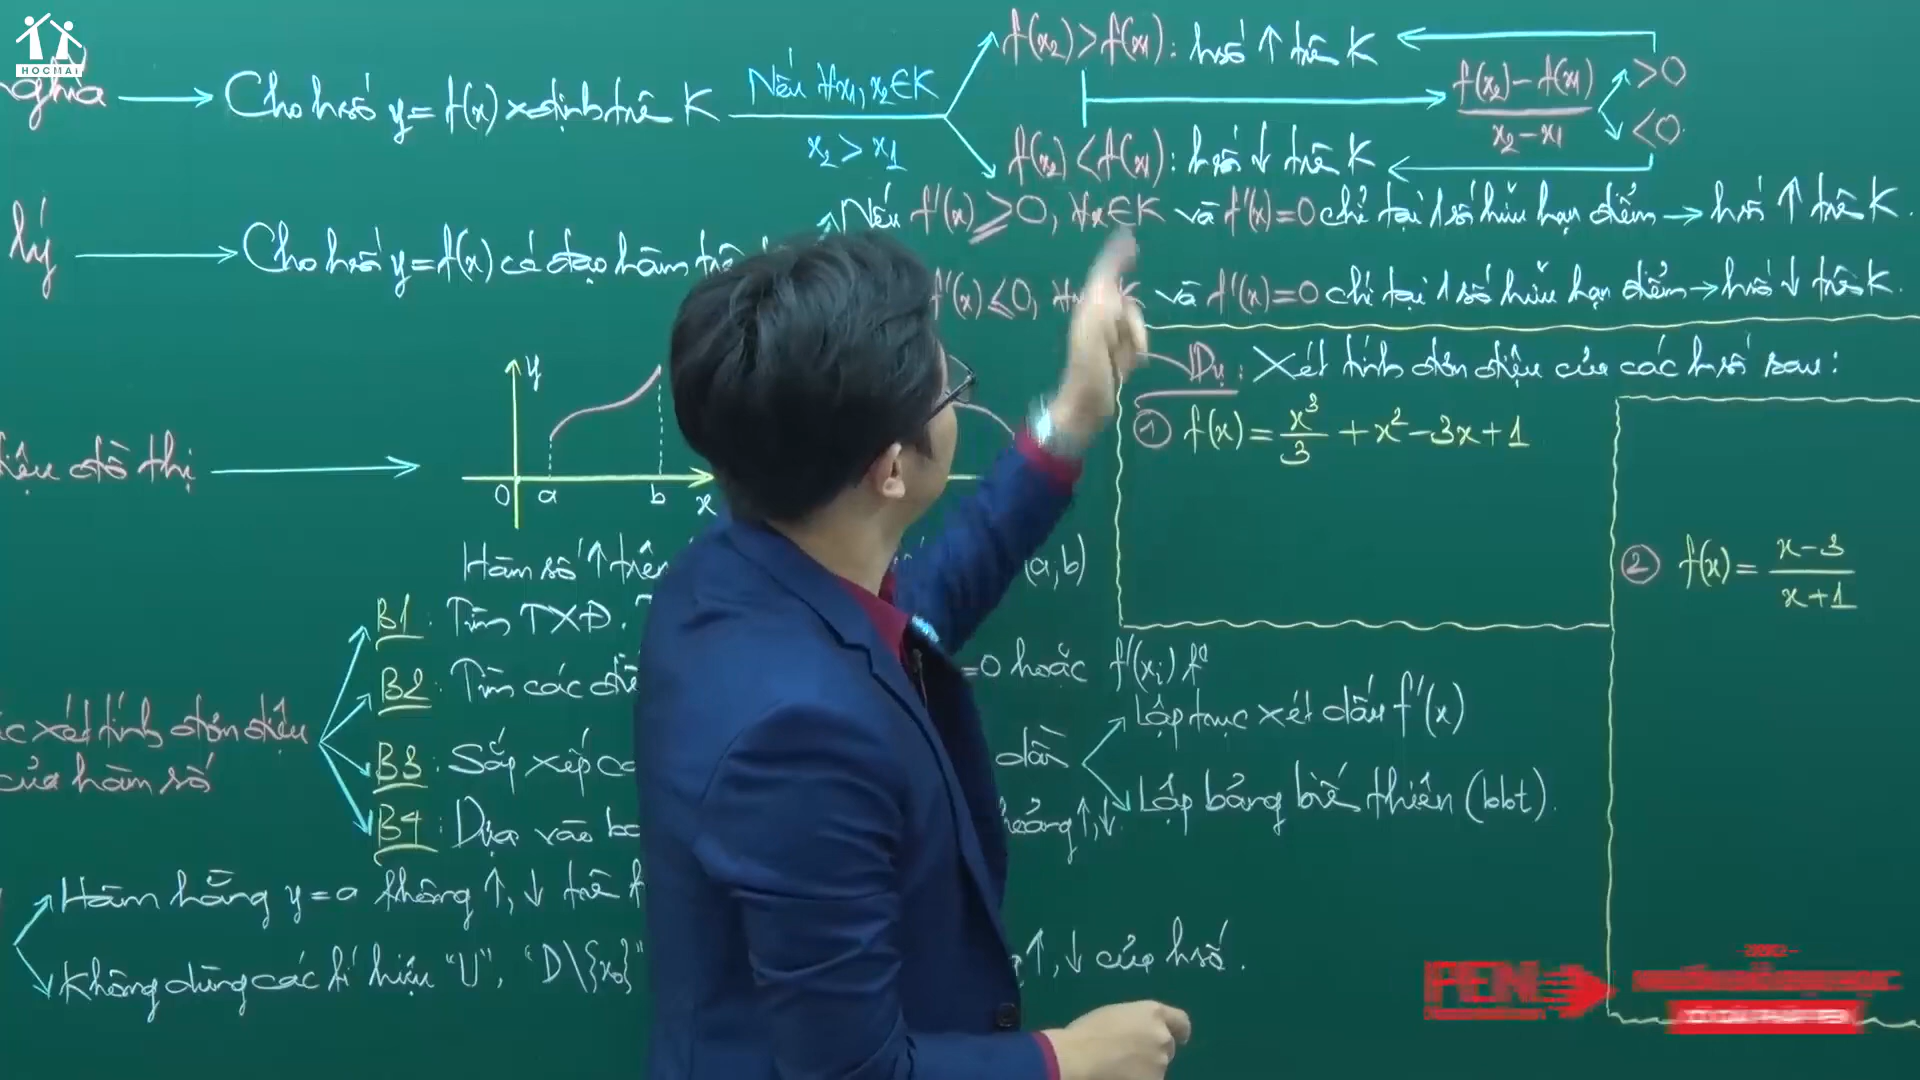 HOCMAI
nghĩa → Cho hsố y = f(x) xđịnh trên K
Nếu ∀x₁, x₂ ∈ K
x₂ > x₁
f(x₂) > f(x₁) : hsố ↑ trên K
f(x₂) < f(x₁) : hsố ↓ trên K
f(x₂) − f(x₁)
x₂ − x₁
> 0
< 0
lý → Cho hsố y = f(x) có đạo hàm trên
Nếu f'(x) ⩾ 0, ∀x ∈ K và f'(x) = 0 chỉ tại 1 số hữu hạn điểm → hsố ↑ trên K.
f'(x) ⩽ 0, K và f'(x) = 0 chỉ tại 1 số hữu hạn điểm → hsố ↓ trên K.
đồ thị →
y
O a b x
Hàm số ↑ trên
(a;b)
Dụ : Xét tính đơn điệu của các hsố sau :
① f(x) = x³/3 + x² − 3x + 1
② f(x) = (x − 3)/(x + 1)
xét tính đơn điệu
của hàm số
B1 : Tìm TXĐ.
B2 : Tìm các
=0 hoặc f'(xᵢ)
B3 : Sắp xếp
dần
Lập trục xét dấu f'(x)
Lập bảng biến thiên (bbt).
B4 : Dựa vào
↑, ↓.
Hàm hằng y = a không ↑, ↓ trên
Không dùng các kí hiệu "U", "D\{x₀}"
↑, ↓ của hsố.
PEN